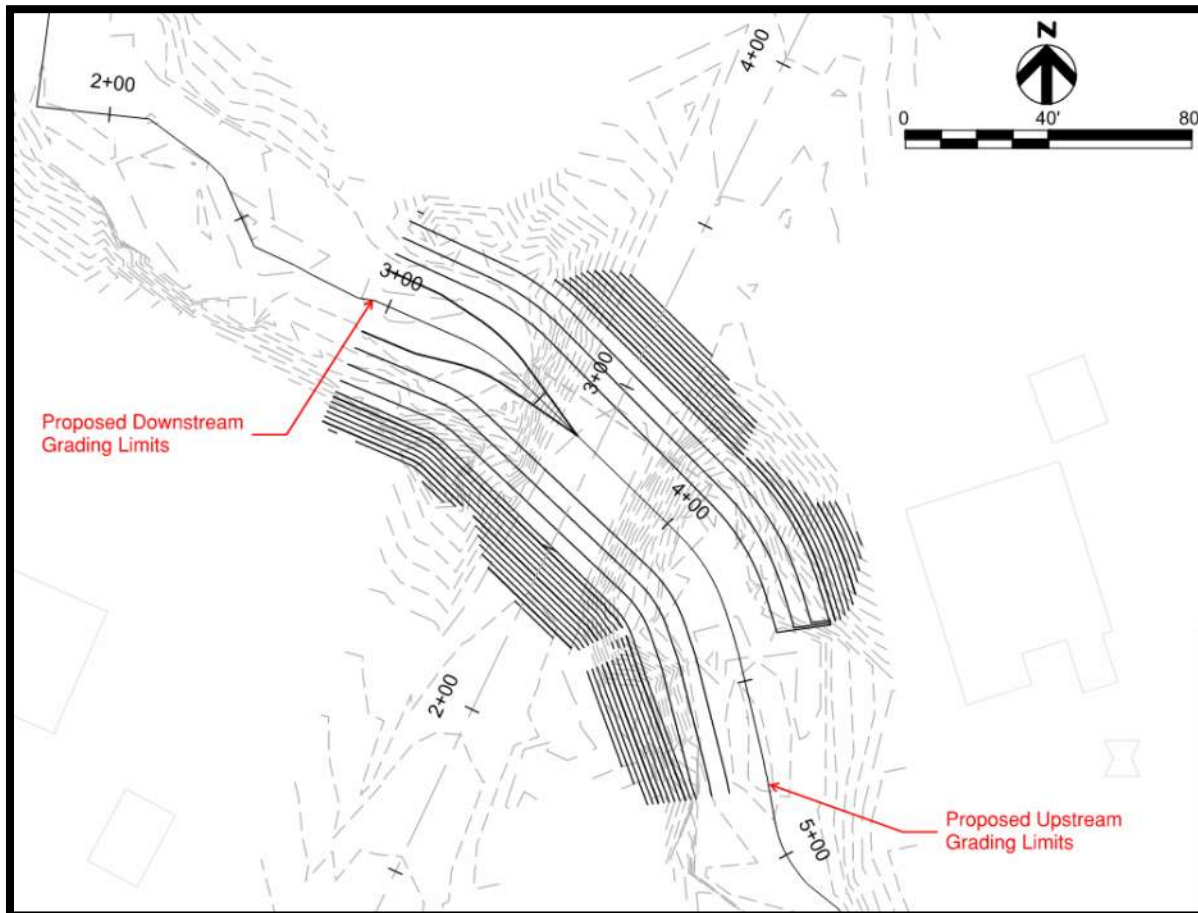 N
0 40' 80
4+00
2+00
3+00
3+00
Proposed Downstream
Grading Limits
4+00
2+00
Proposed Upstream
Grading Limits
5+00